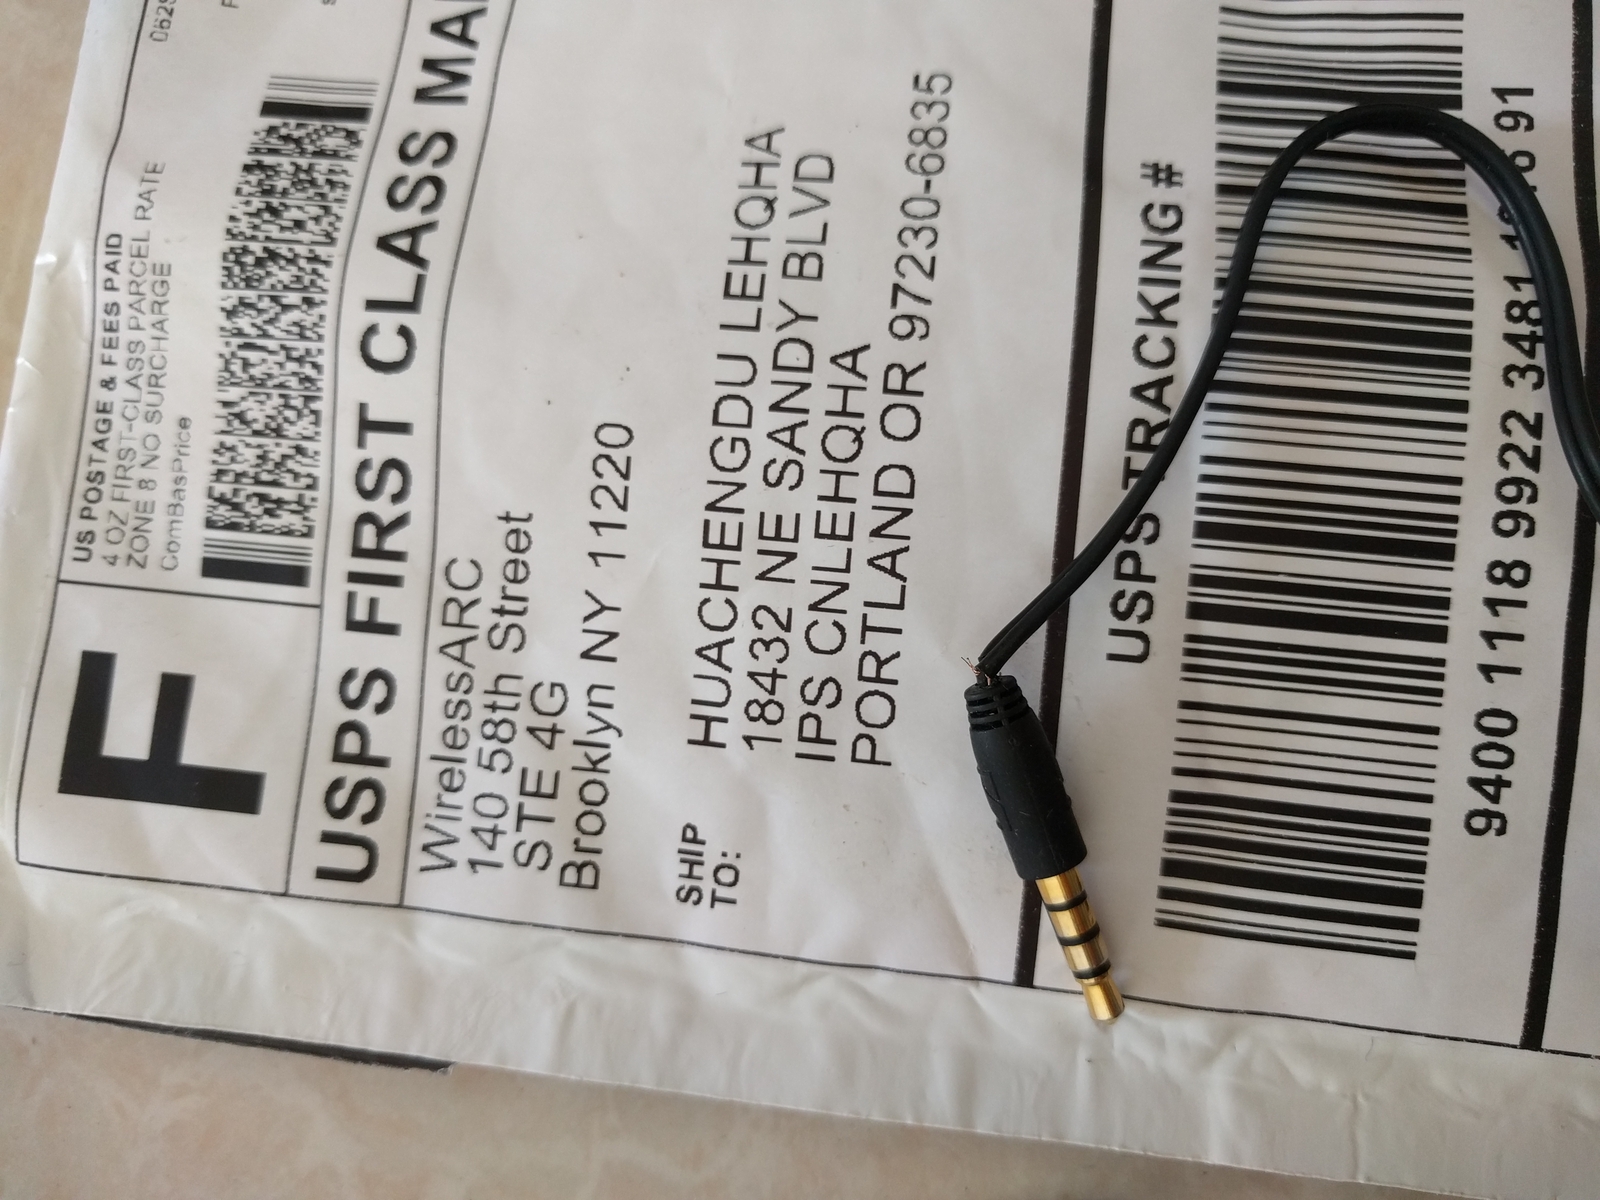 F
US POSTAGE & FEES PAID
4 OZ FIRST-CLASS PARCEL RATE
ZONE 8 NO SURCHARGE
ComBasPrice
USPS FIRST CLASS MAI
WirelessARC
140 58th Street
STE 4G
Brooklyn NY 11220
SHIP
TO:
HUACHENGDU LEHQHA
18432 NE SANDY BLVD
IPS CNLEHQHA
PORTLAND OR 97230-6835
USPS TRACKING #
9400 1118 9922 3481 91